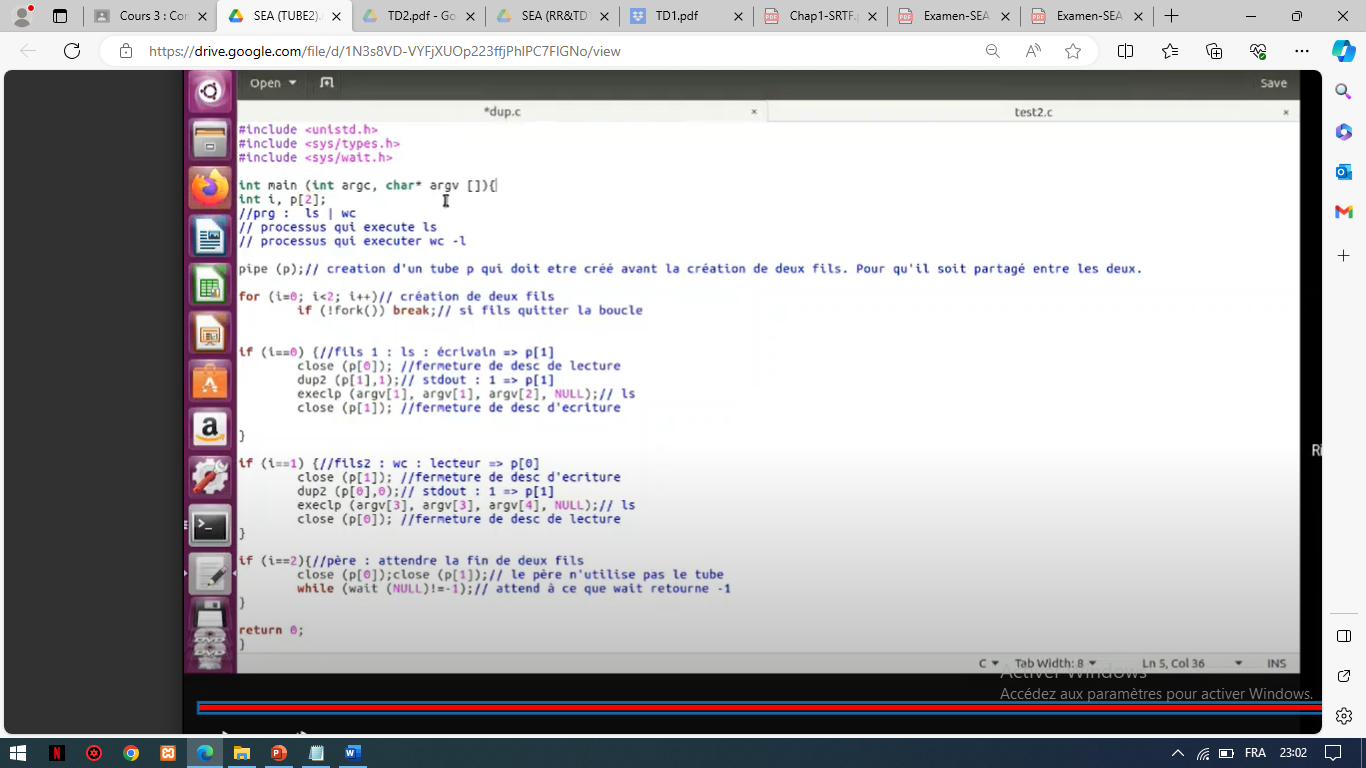 Cours 3 : Con
SEA (TUBE2).
TD2.pdf - Go
SEA (RR&TD
TD1.pdf
Chap1-SRTF.p
Examen-SEA
Examen-SEA
https://drive.google.com/file/d/1N3s8VD-VYFjXUOp223ffjPhIPC7FIGNo/view
Open
Save
*dup.c
test2.c
#include <unistd.h>
#include <sys/types.h>
#include <sys/wait.h>
int main (int argc, char* argv []){
int i, p[2];
//prg :  ls | wc
// processus qui execute ls
// processus qui executer wc -l
pipe (p);// creation d'un tube p qui doit etre créé avant la création de deux fils. Pour qu'il soit partagé entre les deux.
for (i=0; i<2; i++)// création de deux fils
if (!fork()) break;// si fils quitter la boucle
if (i==0) {//fils 1 : ls : écrivain => p[1]
close (p[0]); //fermeture de desc de lecture
dup2 (p[1],1);// stdout : 1 => p[1]
execlp (argv[1], argv[1], argv[2], NULL);// ls
close (p[1]); //fermeture de desc d'ecriture
}
if (i==1) {//fils2 : wc : lecteur => p[0]
close (p[1]); //fermeture de desc d'ecriture
dup2 (p[0],0);// stdout : 1 => p[1]
execlp (argv[3], argv[3], argv[4], NULL);// ls
close (p[0]); //fermeture de desc de lecture
}
if (i==2){//père : attendre la fin de deux fils
close (p[0]);close (p[1]);// le père n'utilise pas le tube
while (wait (NULL)!=-1);// attend à ce que wait retourne -1
}
return 0;
}
Ri
C
Tab Width: 8
Ln 5, Col 36
INS
Activer Windows
Accédez aux paramètres pour activer Windows.
FRA
23:02